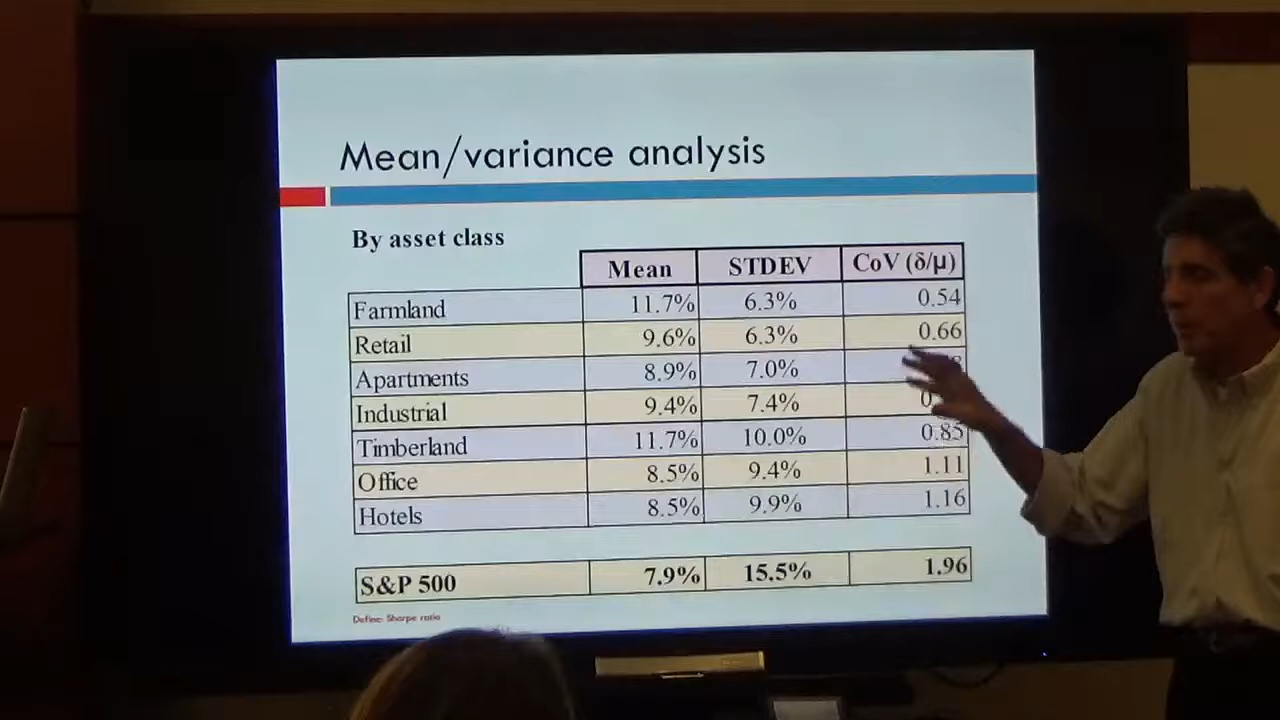 Mean/variance analysis
By asset class
Mean STDEV CoV (δ/µ)
Farmland 11.7% 6.3% 0.54
Retail 9.6% 6.3% 0.66
Apartments 8.9% 7.0%
Industrial 9.4% 7.4%
Timberland 11.7% 10.0% 0.85
Office 8.5% 9.4% 1.11
Hotels 8.5% 9.9% 1.16
S&P 500 7.9% 15.5% 1.96
Define: Sharpe ratio